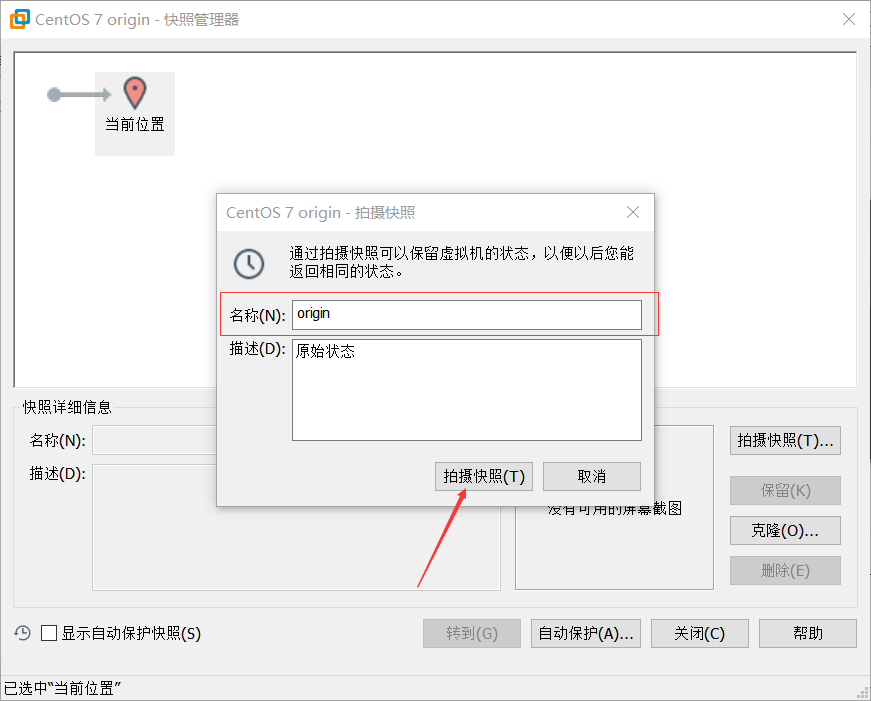 CentOS 7 origin - 快照管理器
当前位置
CentOS 7 origin - 拍摄快照
通过拍摄快照可以保留虚拟机的状态，以便以后您能
返回相同的状态。
名称(N): origin
描述(D): 原始状态
拍摄快照(T) 取消
快照详细信息
名称(N):
描述(D):
没有可用的屏幕截图
拍摄快照(T)...
保留(K)
克隆(O)...
删除(E)
显示自动保护快照(S) 转到(G) 自动保护(A)... 关闭(C) 帮助
已选中“当前位置”